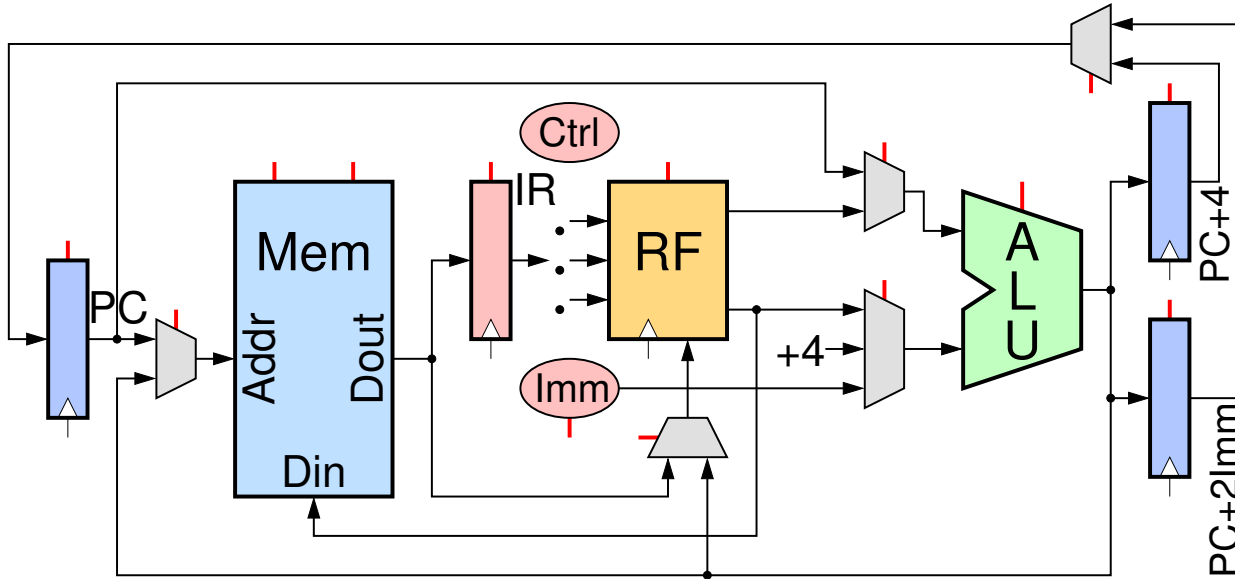 Ctrl
IR
PC
Mem
Addr
Dout
Din
RF
Imm
+4
A
L
U
PC+4
PC+2Imm